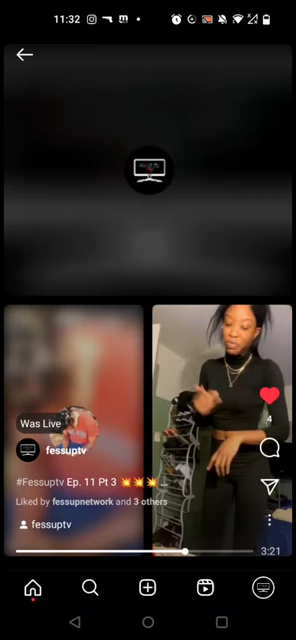 11:32
Was Live
fessuptv
#Fessuptv Ep. 11 Pt 3 💥💥💥...
Liked by fessupnetwork and 3 others
fessuptv
4
3:21